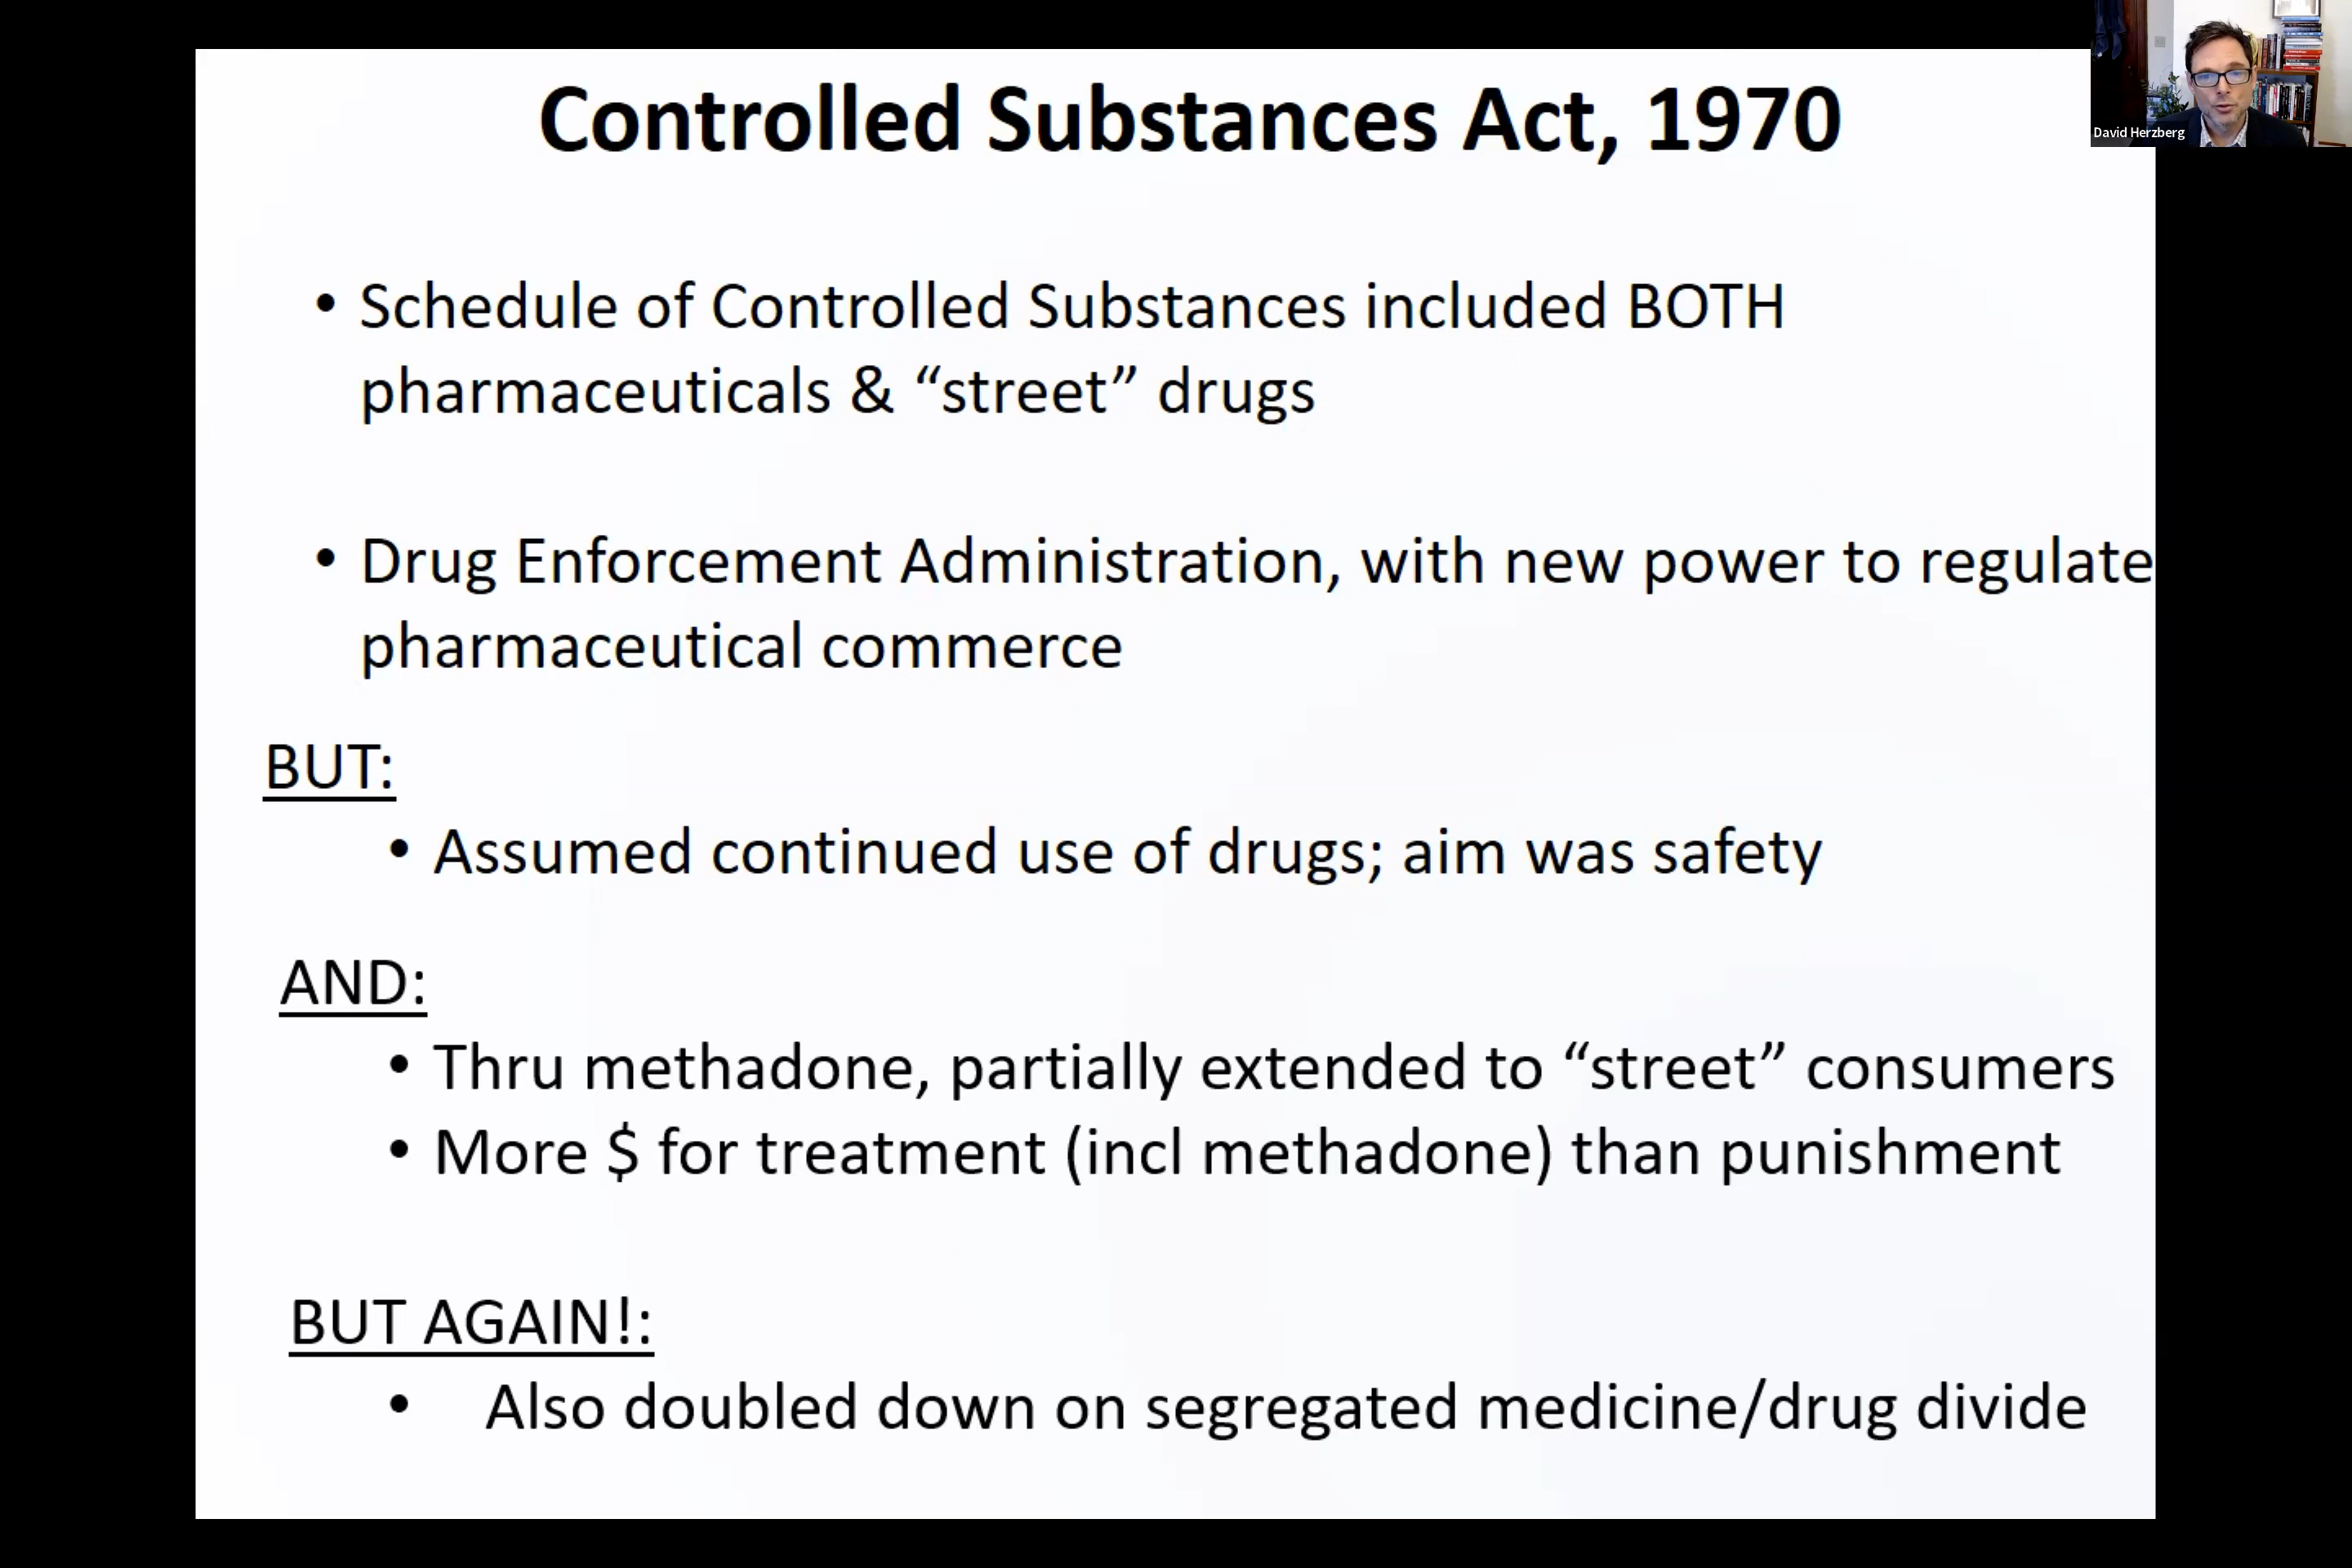 Controlled Substances Act, 1970
David Herzberg
• Schedule of Controlled Substances included BOTH
pharmaceuticals & “street” drugs
• Drug Enforcement Administration, with new power to regulate
pharmaceutical commerce
BUT:
• Assumed continued use of drugs; aim was safety
AND:
• Thru methadone, partially extended to “street” consumers
• More $ for treatment (incl methadone) than punishment
BUT AGAIN!:
• Also doubled down on segregated medicine/drug divide